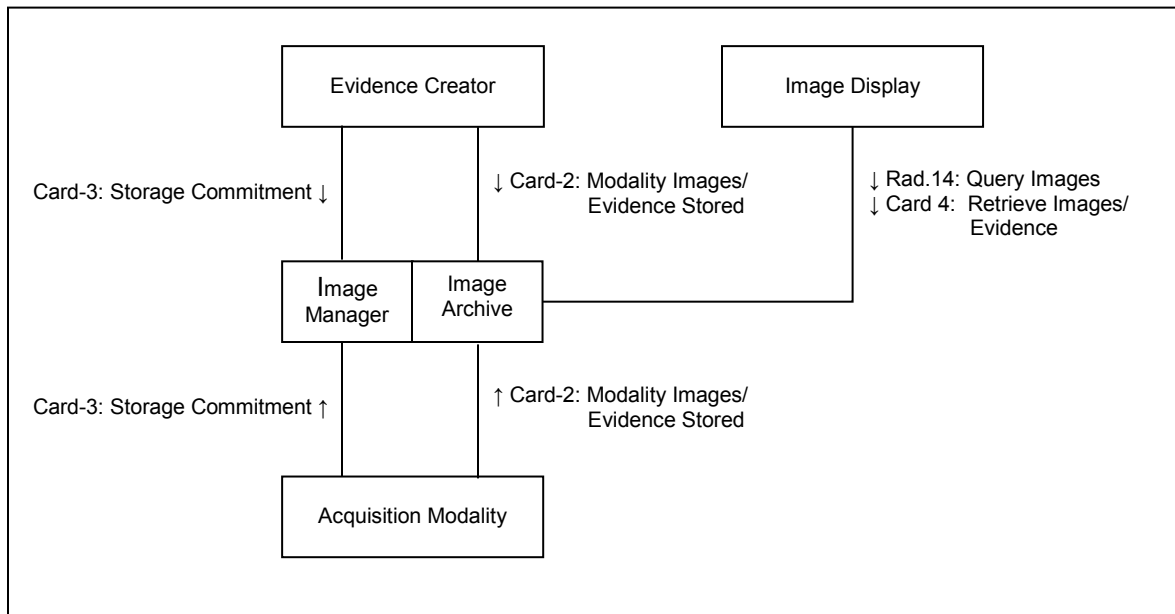 Evidence Creator
Image Display
Card-3: Storage Commitment ↓
↓ Card-2: Modality Images/
Evidence Stored
↓ Rad.14: Query Images
↓ Card 4: Retrieve Images/
Evidence
Image
Manager
Image
Archive
Card-3: Storage Commitment ↑
↑ Card-2: Modality Images/
Evidence Stored
Acquisition Modality